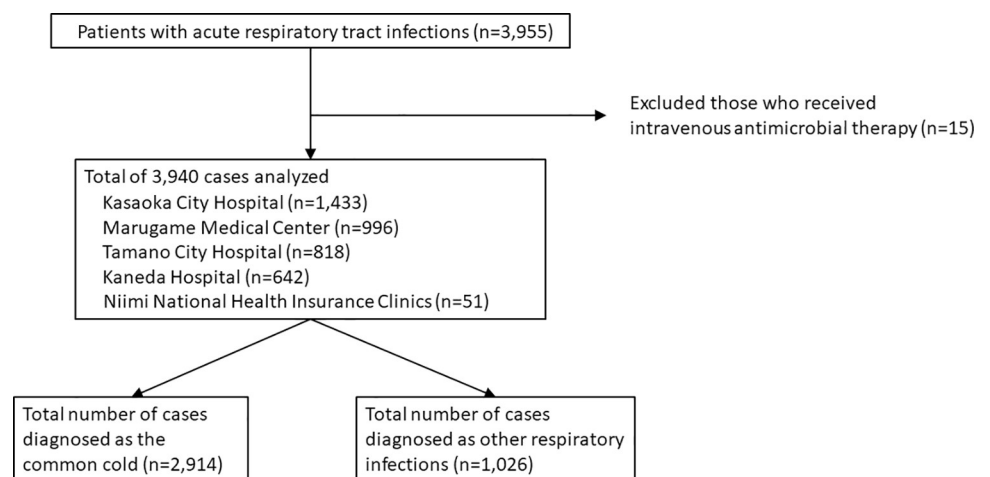 Patients with acute respiratory tract infections (n=3,955)
Excluded those who received
intravenous antimicrobial therapy (n=15)
Total of 3,940 cases analyzed
Kasaoka City Hospital (n=1,433)
Marugame Medical Center (n=996)
Tamano City Hospital (n=818)
Kaneda Hospital (n=642)
Niimi National Health Insurance Clinics (n=51)
Total number of cases
diagnosed as the
common cold (n=2,914)
Total number of cases
diagnosed as other respiratory
infections (n=1,026)